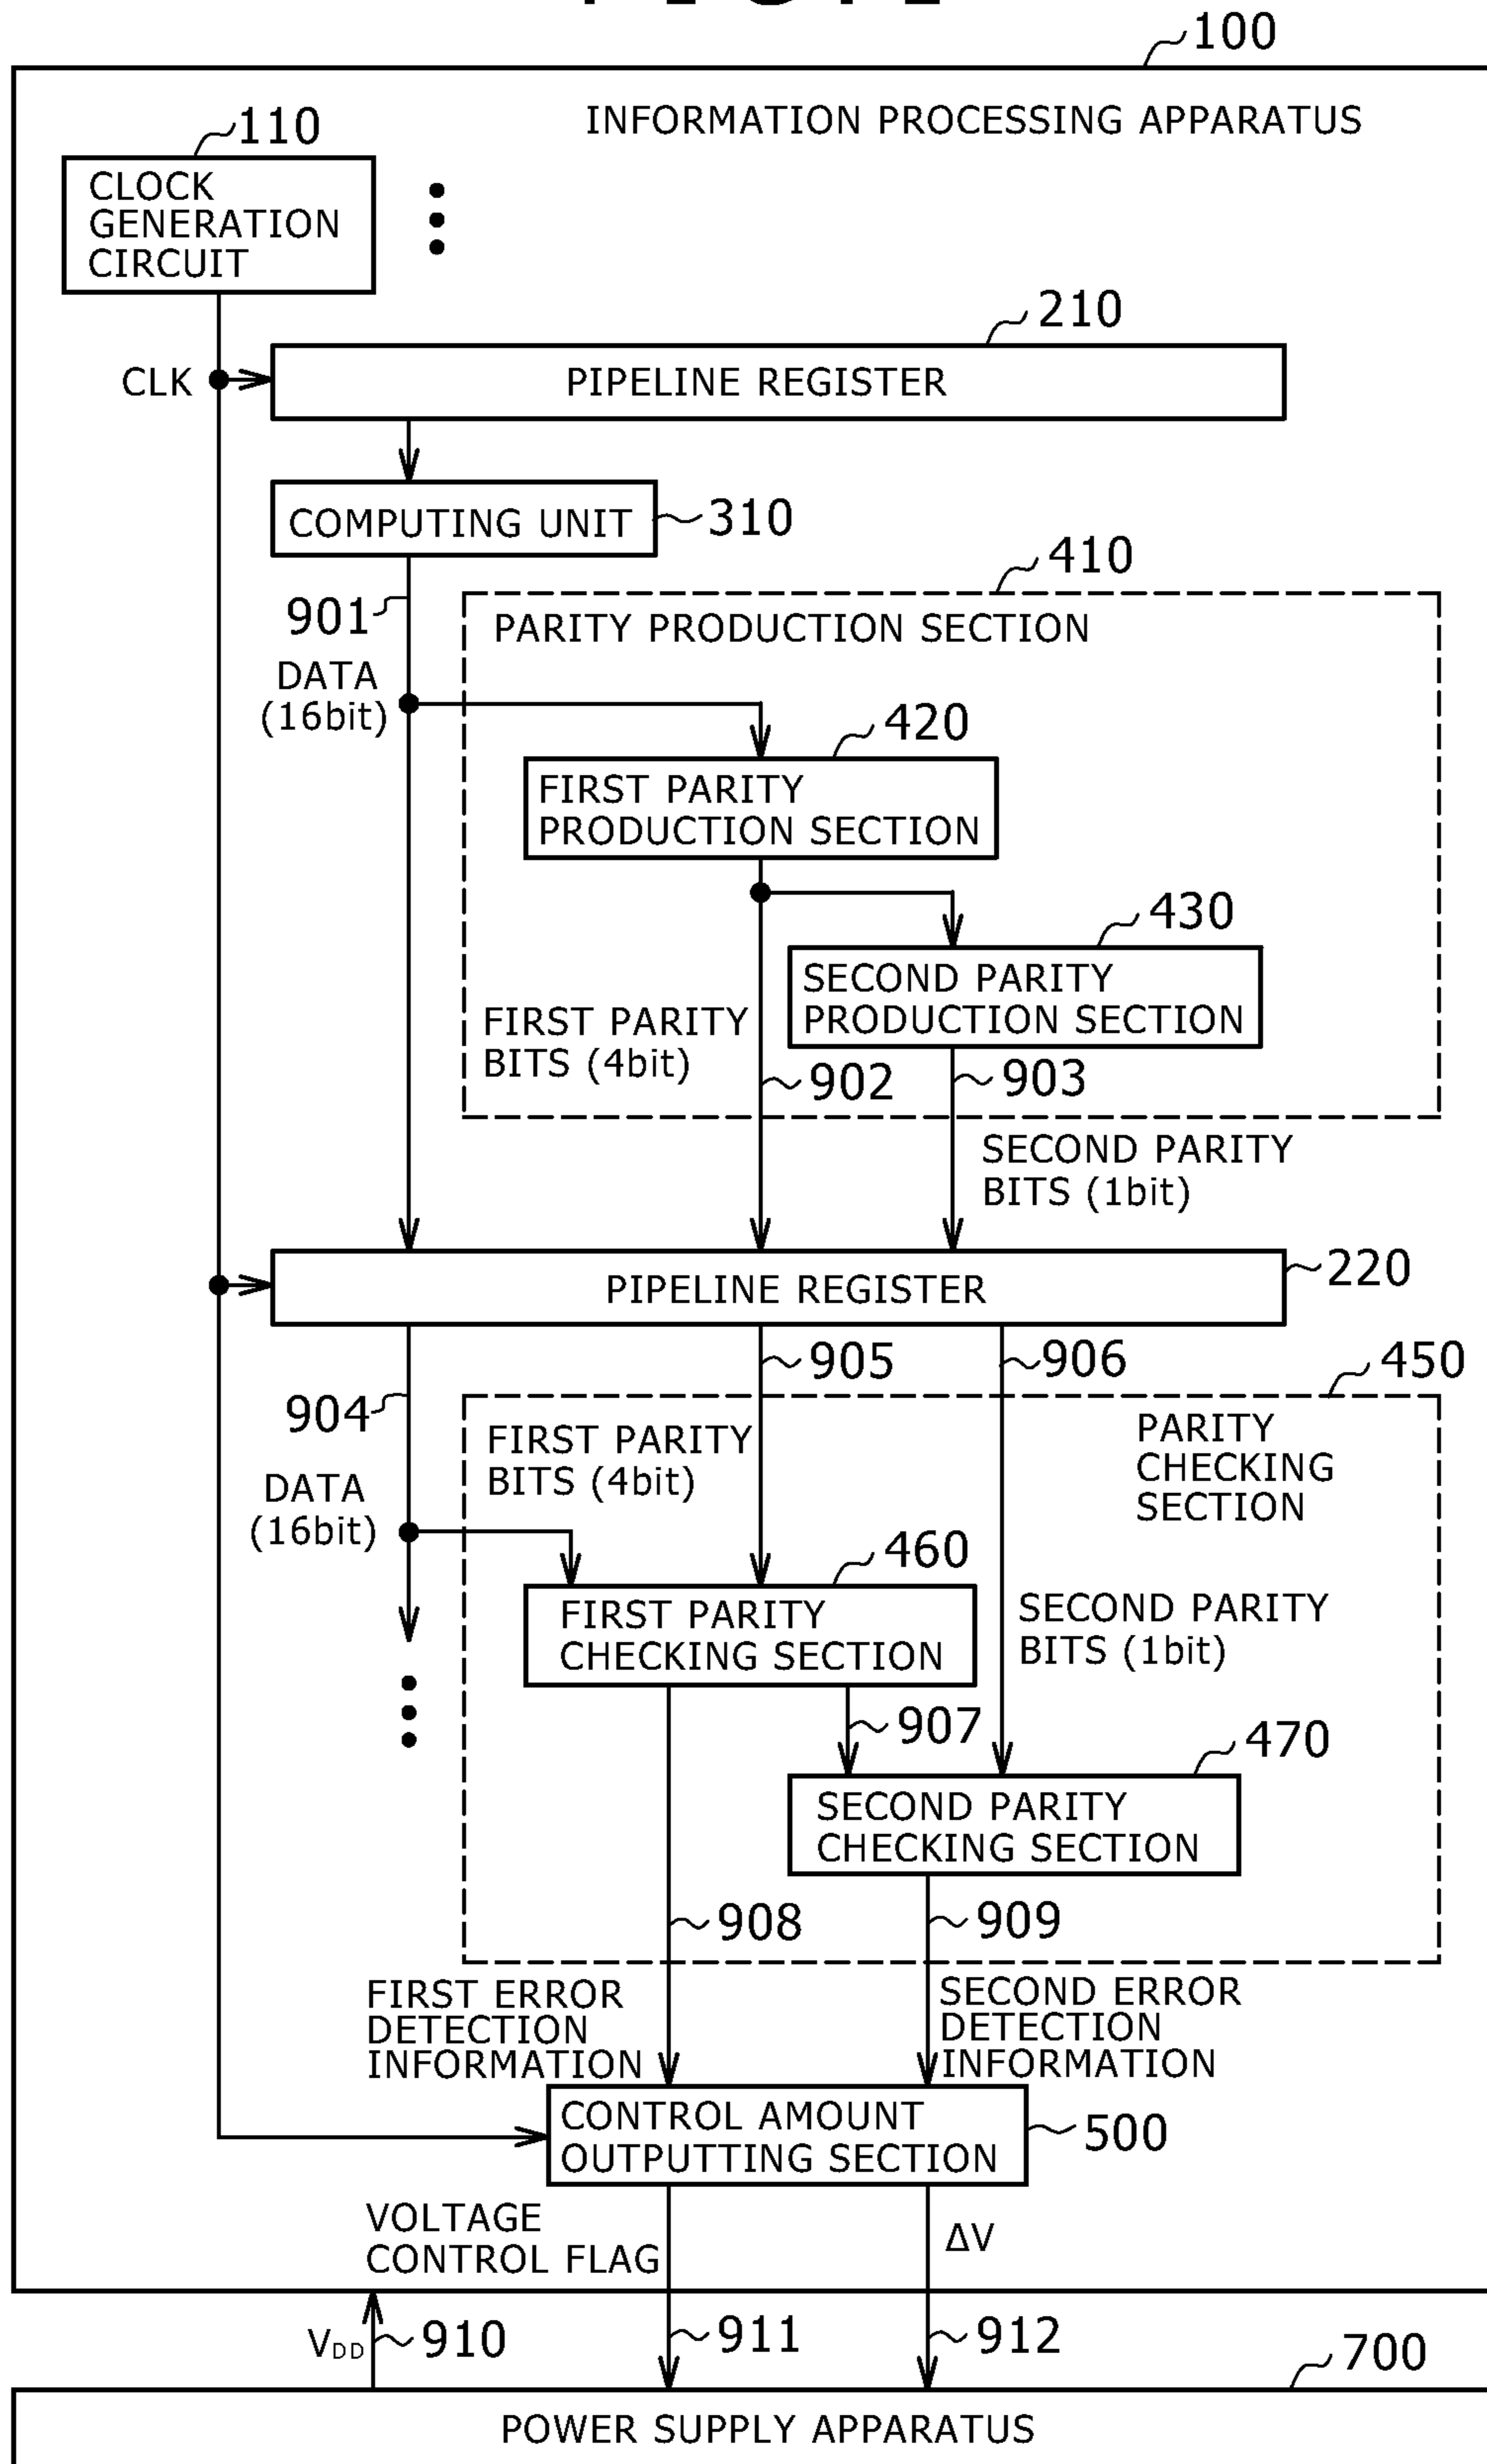 100
INFORMATION PROCESSING APPARATUS
110
CLOCK
GENERATION
CIRCUIT
210
CLK
PIPELINE REGISTER
COMPUTING UNIT
310
410
901
PARITY PRODUCTION SECTION
DATA
(16bit)
420
FIRST PARITY
PRODUCTION SECTION
430
SECOND PARITY
PRODUCTION SECTION
FIRST PARITY
BITS (4bit)
902
903
SECOND PARITY
BITS (1bit)
PIPELINE REGISTER
220
905
906
450
904
FIRST PARITY
BITS (4bit)
PARITY
CHECKING
SECTION
DATA
(16bit)
460
FIRST PARITY
CHECKING SECTION
SECOND PARITY
BITS (1bit)
907
470
SECOND PARITY
CHECKING SECTION
908
909
FIRST ERROR
DETECTION
INFORMATION
SECOND ERROR
DETECTION
INFORMATION
CONTROL AMOUNT
OUTPUTTING SECTION
500
VOLTAGE
CONTROL FLAG
ΔV
VDD
910
911
912
700
POWER SUPPLY APPARATUS